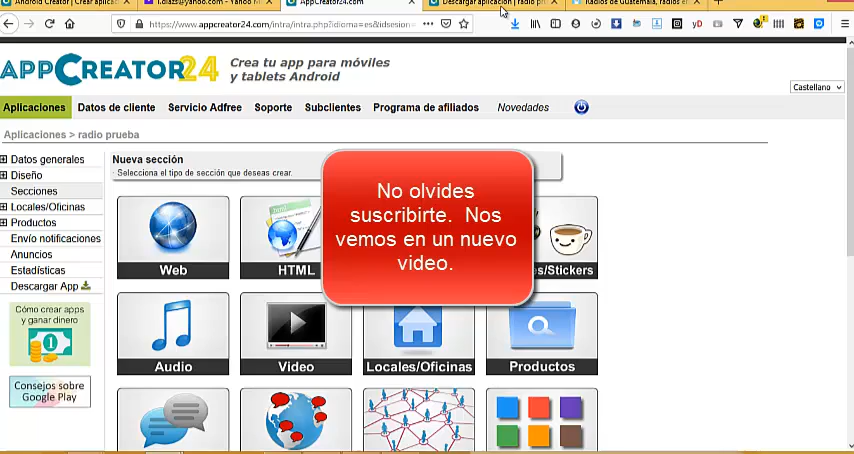 Android Creator | Crear aplicac
AppCreator24.com
Descargar aplicación | radio pr
Radios de Guatemala, radios en
https://www.appcreator24.com/intra/intra.php?idioma=es&idsesion
APPCREATOR24
Crea tu app para móviles
y tablets Android
Castellano
Aplicaciones Datos de cliente Servicio Adfree Soporte Subclientes Programa de afiliados Novedades
Aplicaciones > radio prueba
Datos generales
Diseño
Secciones
Locales/Oficinas
Productos
Envío notificaciones
Anuncios
Estadísticas
Descargar App
Cómo crear apps
y ganar dinero
1
Consejos sobre
Google Play
Nueva sección
· Selecciona el tipo de sección que deseas crear.
Web
HTML
es/Stickers
Audio
Video
Locales/Oficinas
Productos
No olvides
suscribirte. Nos
vemos en un nuevo
video.